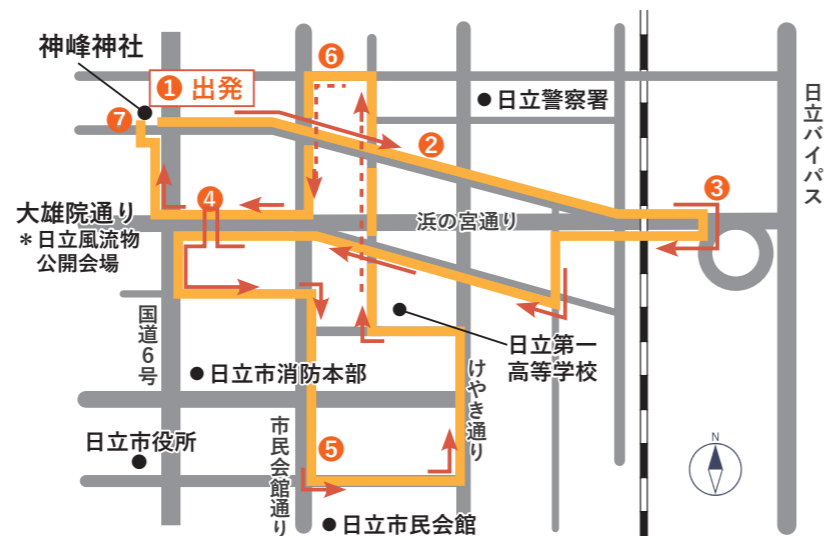 神峰神社
❶ 出発
❻
日立警察署
日立バイパス
❼
❷
❸
❹
大雄院通り
＊日立風流物
公開会場
浜の宮通り
国道6号
日立第一
高等学校
日立市消防本部
けやき通り
日立市役所
市民会館通り
❺
N
日立市民会館